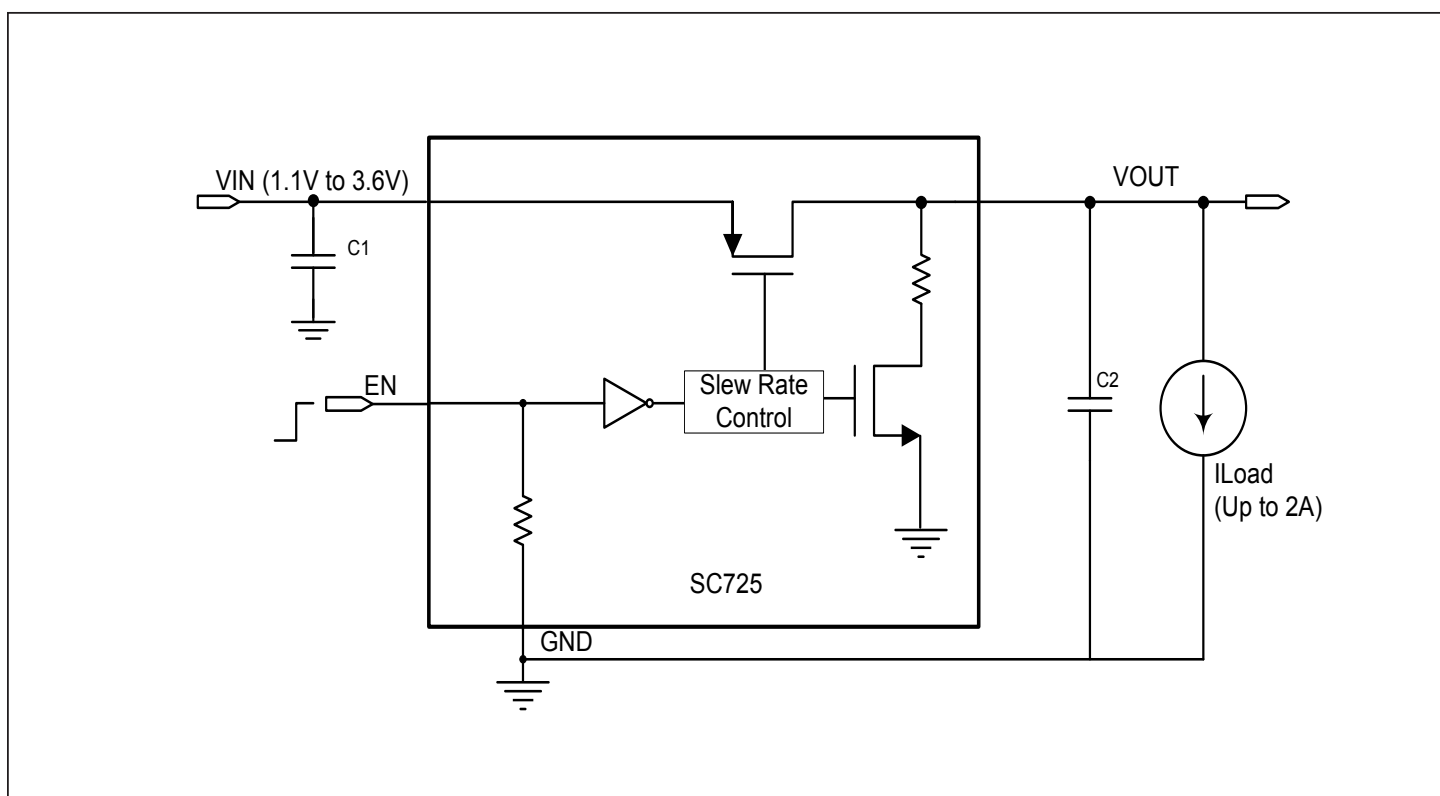 VIN (1.1V to 3.6V)
VOUT
C1
EN
Slew Rate
Control
C2
ILoad
(Up to 2A)
SC725
GND